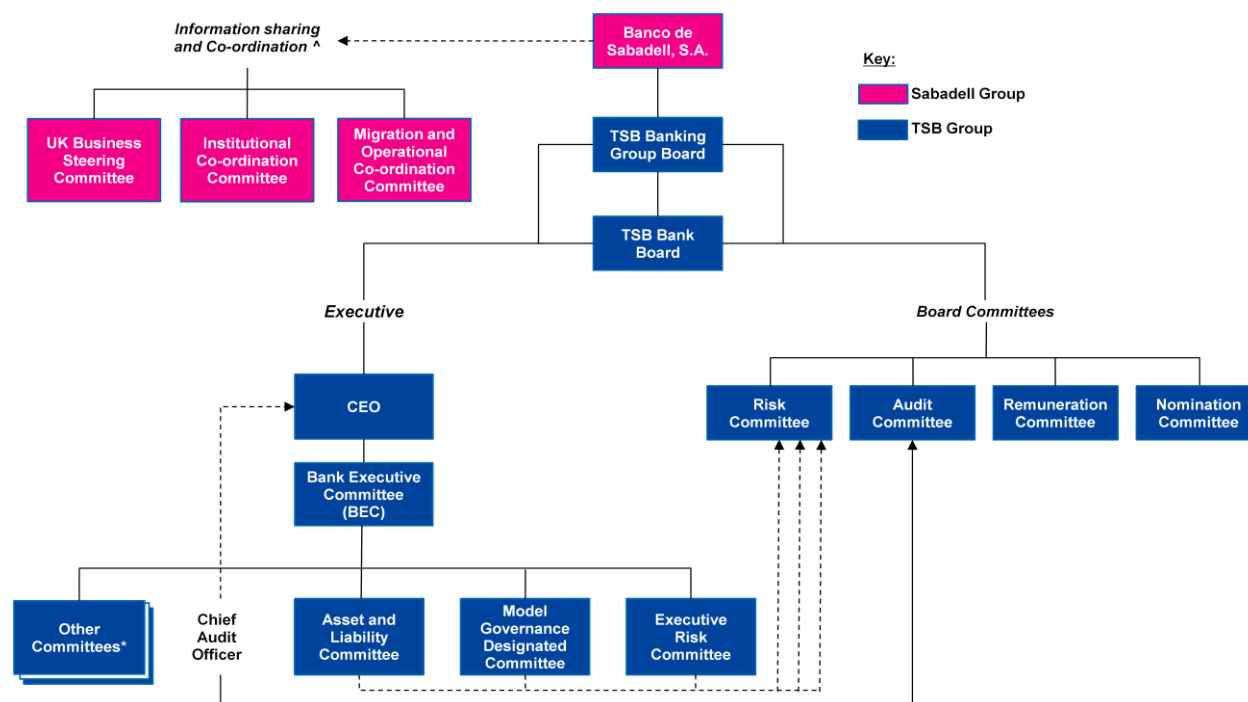 Information sharing
and Co-ordination ^
Banco de
Sabadell, S.A.
Key:
Sabadell Group
TSB Group
UK Business
Steering
Committee
Institutional
Co-ordination
Committee
Migration and
Operational
Co-ordination
Committee
TSB Banking
Group Board
TSB Bank
Board
Executive
Board Committees
CEO
Risk
Committee
Audit
Committee
Remuneration
Committee
Nomination
Committee
Bank Executive
Committee
(BEC)
Other
Committees*
Chief
Audit
Officer
Asset and
Liability
Committee
Model
Governance
Designated
Committee
Executive
Risk
Committee